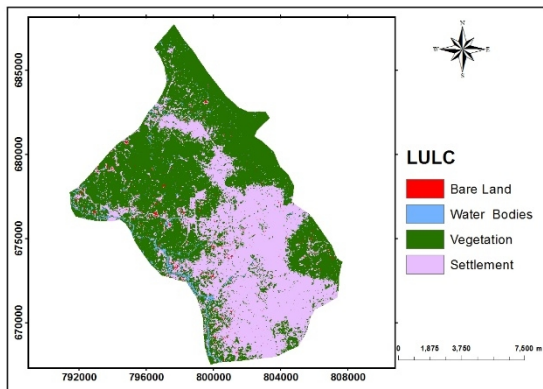 685000
680000
675000
670000
792000 796000 800000 804000 808000
N
W E
S
LULC
Bare Land
Water Bodies
Vegetation
Settlement
0 1,875 3,750 7,500 m